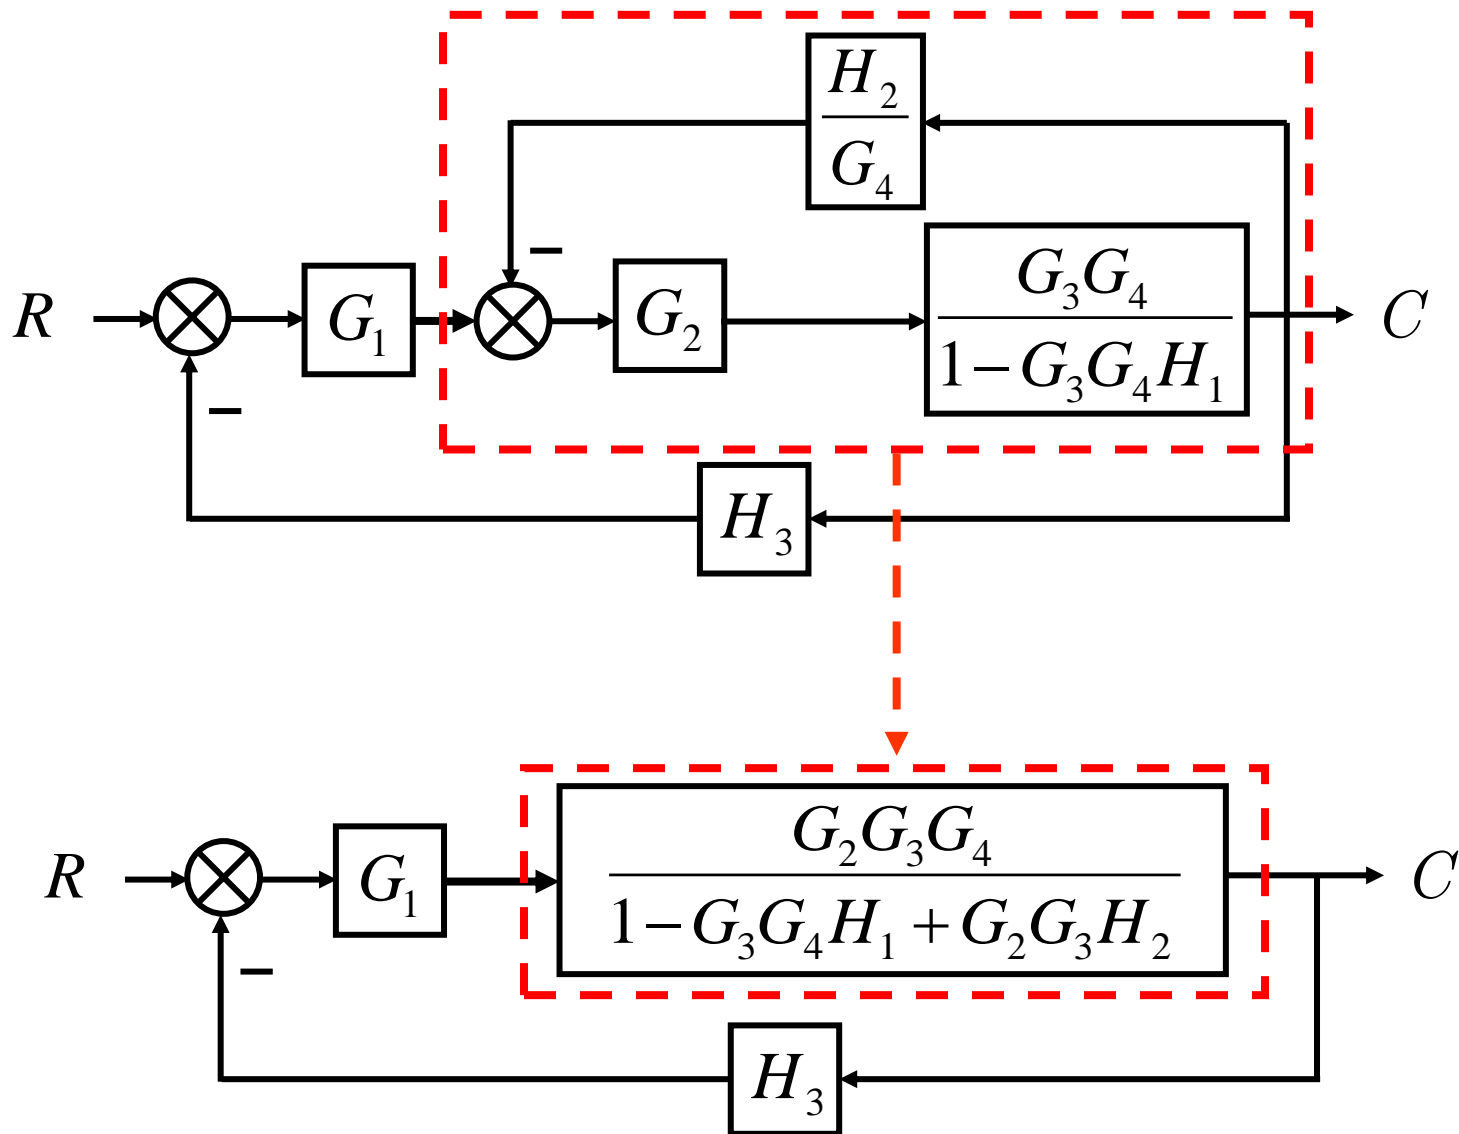 H₂
G₄
−
R G₁ G₂ G₃G₄ C
1−G₃G₄H₁
−
H₃
G₂G₃G₄
R G₁ C
1−G₃G₄H₁+G₂G₃H₂
−
H₃